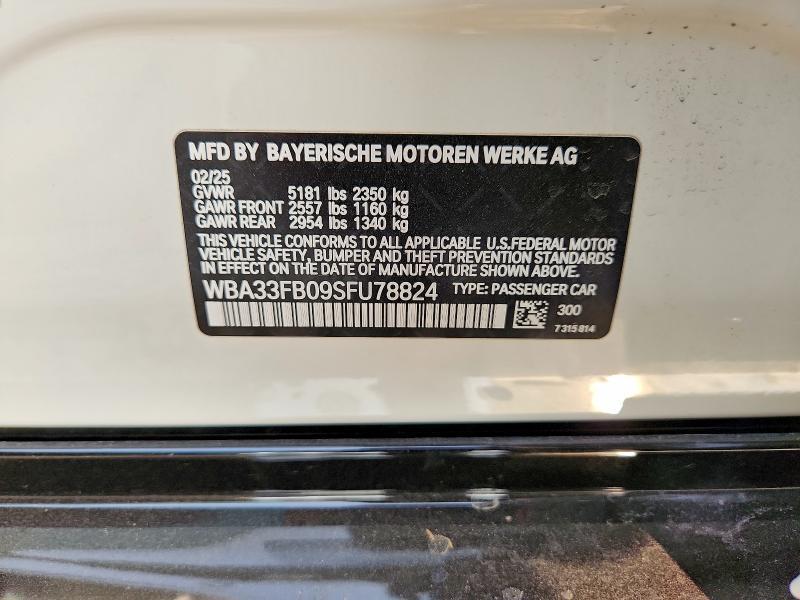 MFD BY BAYERISCHE MOTOREN WERKE AG
02/25
GVWR 5181 lbs 2350 kg
GAWR FRONT 2557 lbs 1160 kg
GAWR REAR 2954 lbs 1340 kg
THIS VEHICLE CONFORMS TO ALL APPLICABLE U.S.FEDERAL MOTOR
VEHICLE SAFETY, BUMPER AND THEFT PREVENTION STANDARDS
IN EFFECT ON THE DATE OF MANUFACTURE SHOWN ABOVE.
WBA33FB09SFU78824 TYPE: PASSENGER CAR
300
7315814